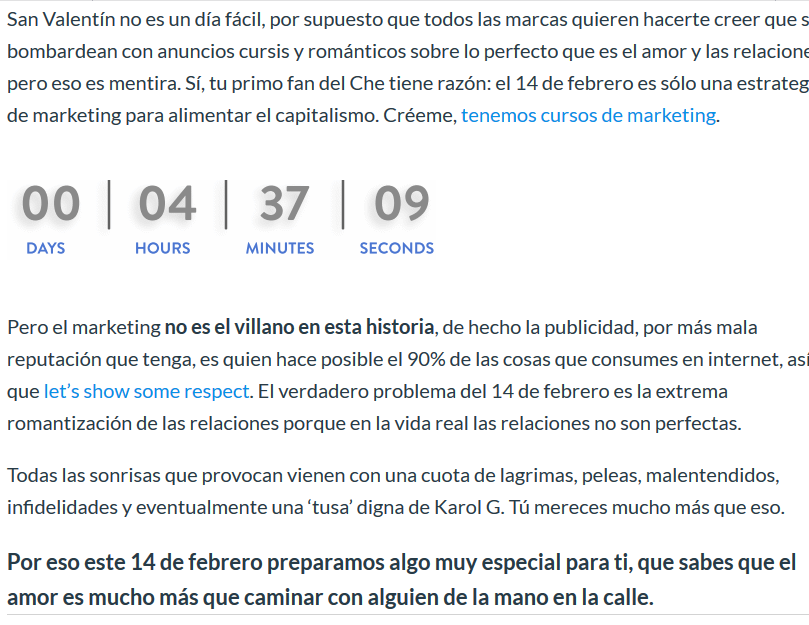 San Valentín no es un día fácil, por supuesto que todos las marcas quieren hacerte creer que
bombardean con anuncios cursis y románticos sobre lo perfecto que es el amor y las
pero eso es mentira. Sí, tu primo fan del Che tiene razón: el 14 de febrero es sólo una
de marketing para alimentar el capitalismo. Créeme, tenemos cursos de marketing.
00 | 04 | 37 | 09
DAYS HOURS MINUTES SECONDS
Pero el marketing no es el villano en esta historia, de hecho la publicidad, por más mala
reputación que tenga, es quien hace posible el 90% de las cosas que consumes en internet, así
que let's show some respect. El verdadero problema del 14 de febrero es la extrema
romantización de las relaciones porque en la vida real las relaciones no son perfectas.
Todas las sonrisas que provocan vienen con una cuota de lagrimas, peleas, malentendidos,
infidelidades y eventualmente una ‘tusa’ digna de Karol G. Tú mereces mucho más que eso.
Por eso este 14 de febrero preparamos algo muy especial para ti, que sabes que el
amor es mucho más que caminar con alguien de la mano en la calle.